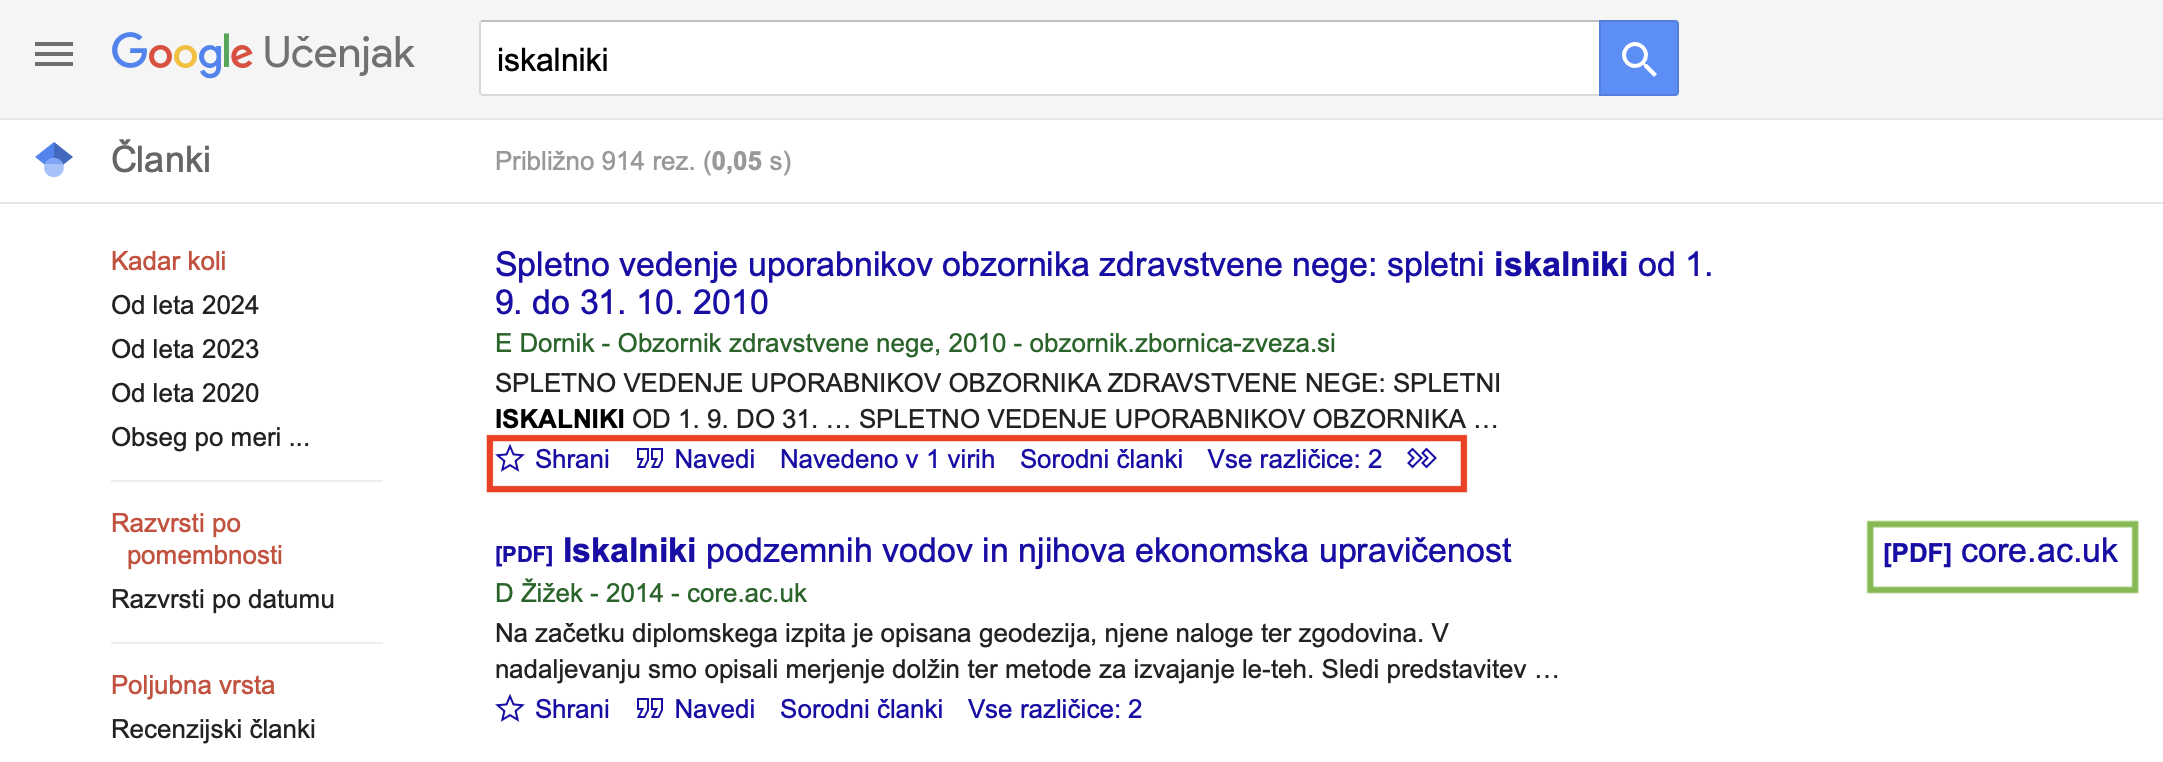 Google Učenjak
iskalniki
Članki
Približno 914 rez. (0,05 s)
Kadar koli
Od leta 2024
Od leta 2023
Od leta 2020
Obseg po meri ...
Razvrsti po
pomembnosti
Razvrsti po datumu
Poljubna vrsta
Recenzijski članki
Spletno vedenje uporabnikov obzornika zdravstvene nege: spletni iskalniki od 1.
9. do 31. 10. 2010
E Dornik - Obzornik zdravstvene nege, 2010 - obzornik.zbornica-zveza.si
SPLETNO VEDENJE UPORABNIKOV OBZORNIKA ZDRAVSTVENE NEGE: SPLETNI
ISKALNIKI OD 1. 9. DO 31. … SPLETNO VEDENJE UPORABNIKOV OBZORNIKA …
Shrani Navedi Navedeno v 1 virih Sorodni članki Vse različice: 2
[PDF] Iskalniki podzemnih vodov in njihova ekonomska upravičenost
D Žižek - 2014 - core.ac.uk
Na začetku diplomskega izpita je opisana geodezija, njene naloge ter zgodovina. V
nadaljevanju smo opisali merjenje dolžin ter metode za izvajanje le-teh. Sledi predstavitev …
Shrani Navedi Sorodni članki Vse različice: 2
[PDF] core.ac.uk